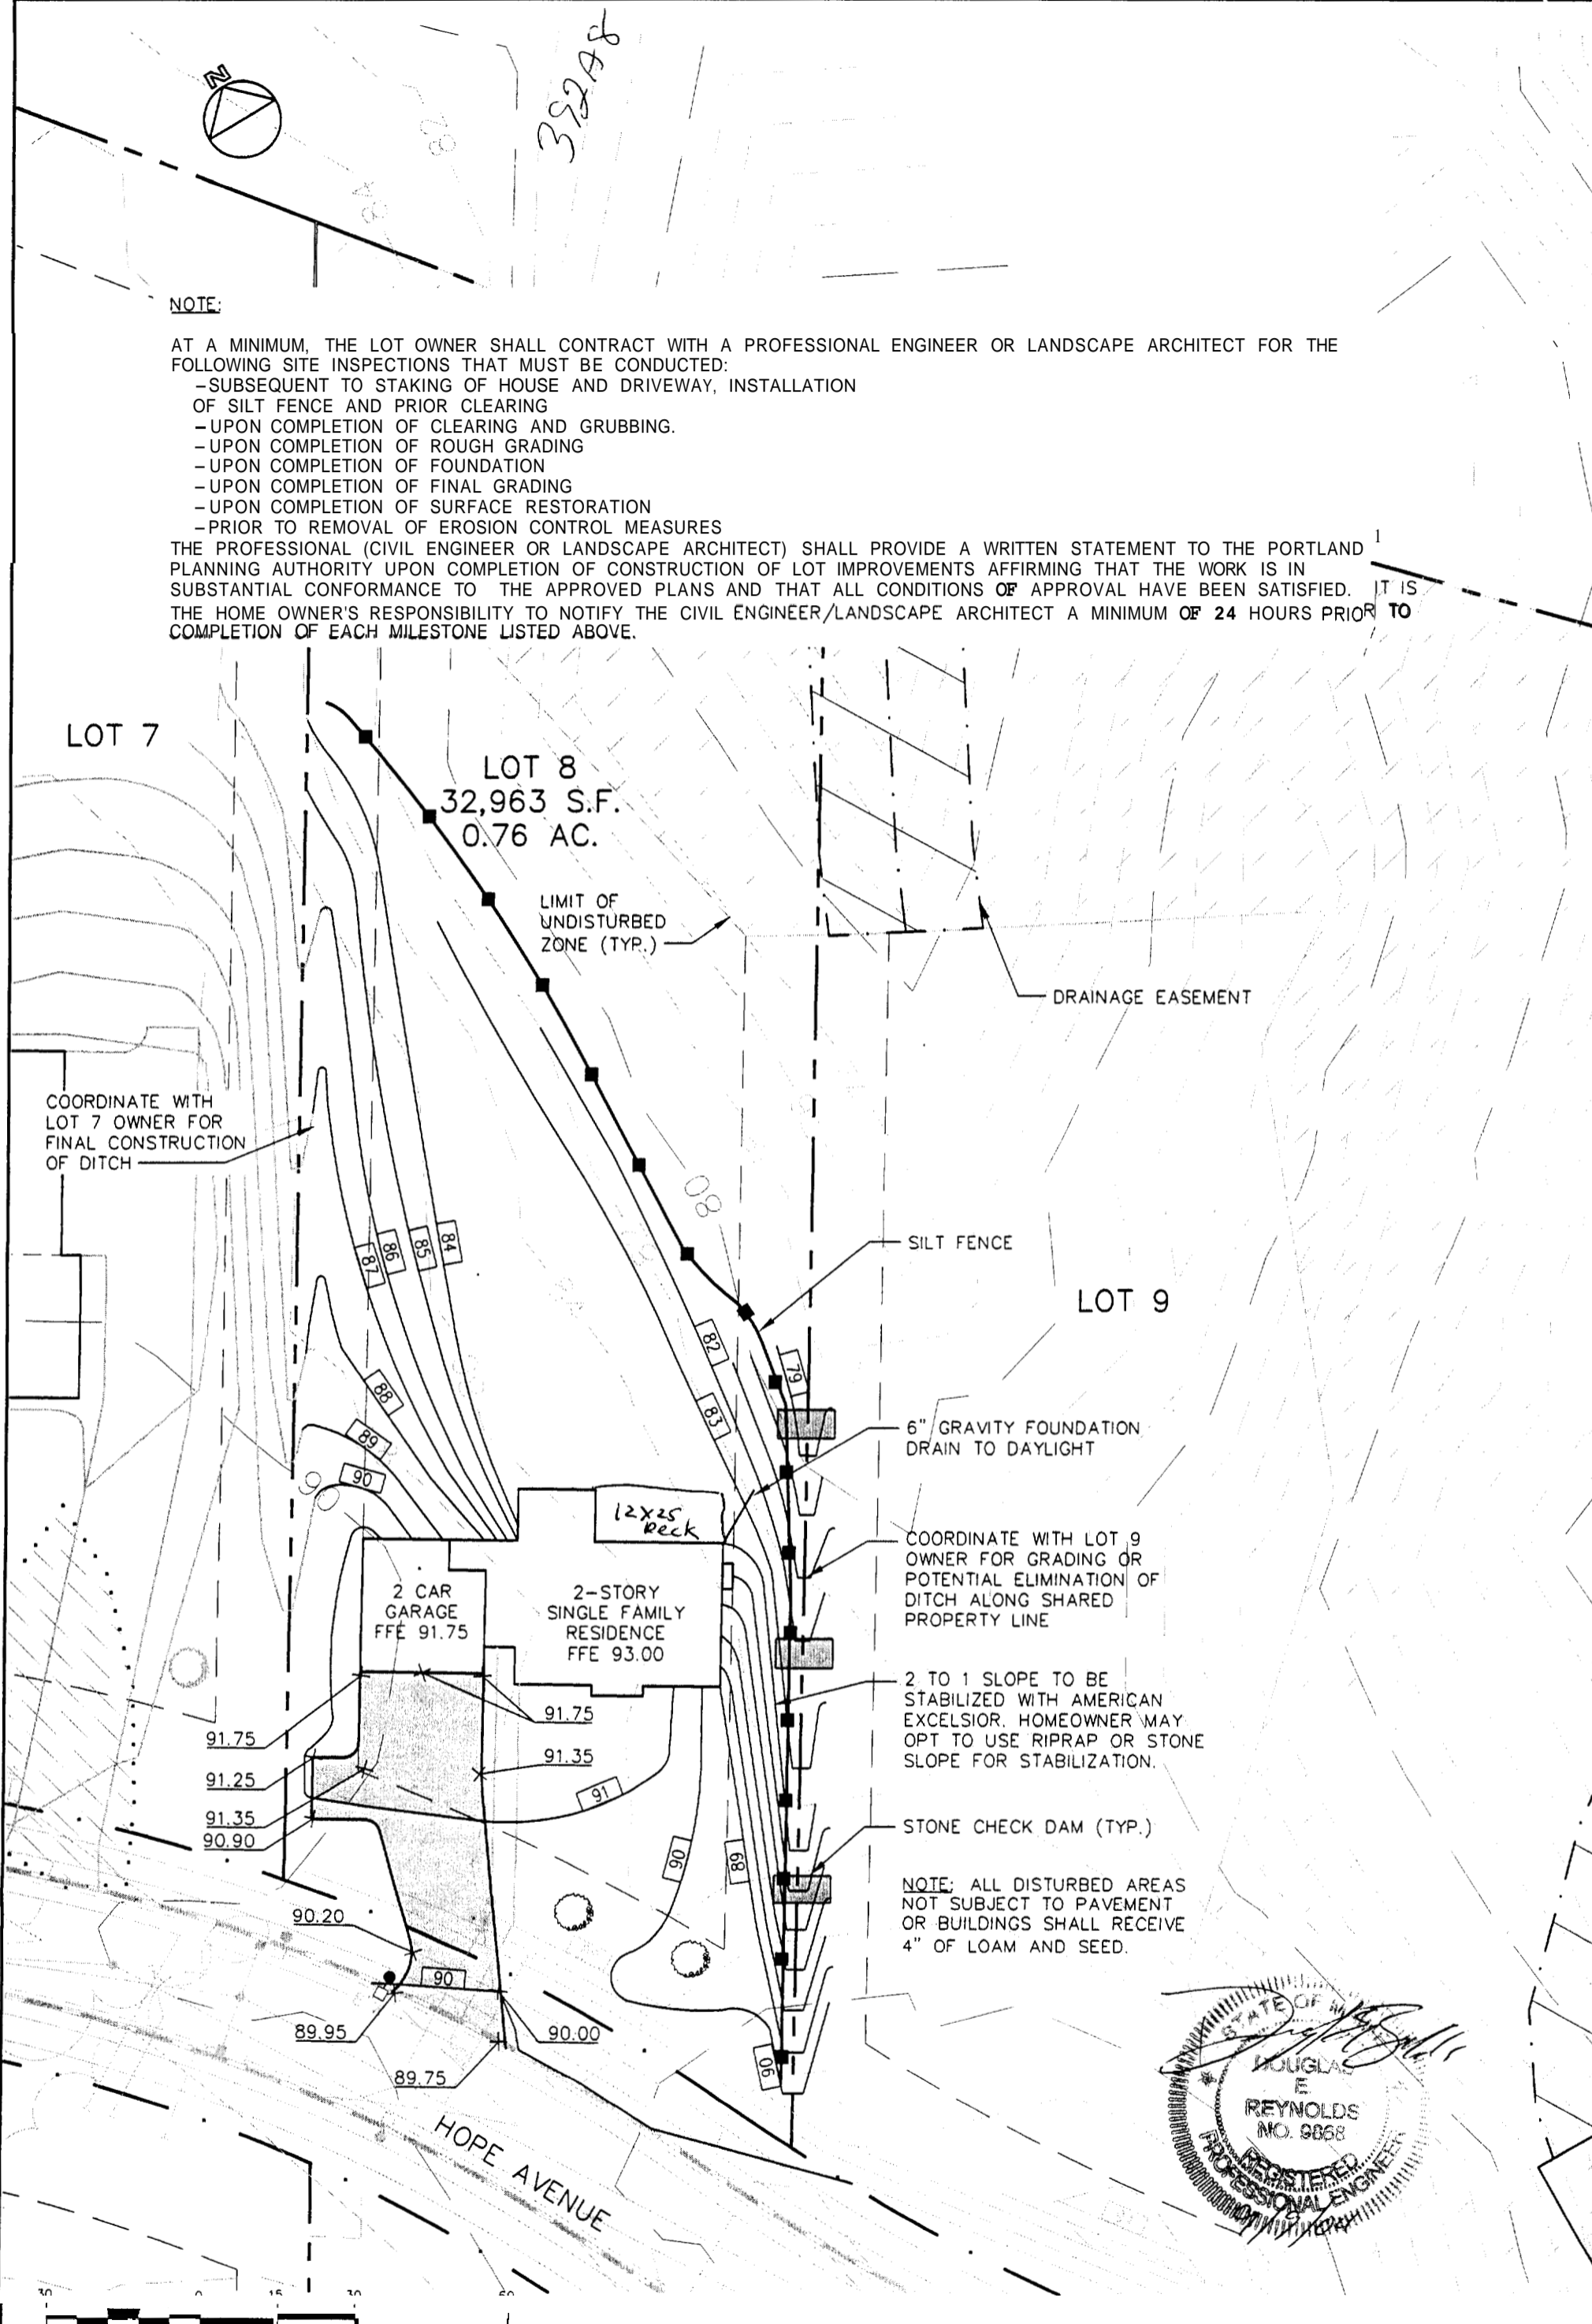 N
392A8
82
84
NOTE:
AT A MINIMUM, THE LOT OWNER SHALL CONTRACT WITH A PROFESSIONAL ENGINEER OR LANDSCAPE ARCHITECT FOR THE
FOLLOWING SITE INSPECTIONS THAT MUST BE CONDUCTED:
-SUBSEQUENT TO STAKING OF HOUSE AND DRIVEWAY, INSTALLATION
OF SILT FENCE AND PRIOR CLEARING
-UPON COMPLETION OF CLEARING AND GRUBBING.
-UPON COMPLETION OF ROUGH GRADING
-UPON COMPLETION OF FOUNDATION
-UPON COMPLETION OF FINAL GRADING
-UPON COMPLETION OF SURFACE RESTORATION
-PRIOR TO REMOVAL OF EROSION CONTROL MEASURES
THE PROFESSIONAL (CIVIL ENGINEER OR LANDSCAPE ARCHITECT) SHALL PROVIDE A WRITTEN STATEMENT TO THE PORTLAND
PLANNING AUTHORITY UPON COMPLETION OF CONSTRUCTION OF LOT IMPROVEMENTS AFFIRMING THAT THE WORK IS IN
SUBSTANTIAL CONFORMANCE TO THE APPROVED PLANS AND THAT ALL CONDITIONS OF APPROVAL HAVE BEEN SATISFIED. IT IS
THE HOME OWNER'S RESPONSIBILITY TO NOTIFY THE CIVIL ENGINEER/LANDSCAPE ARCHITECT A MINIMUM OF 24 HOURS PRIOR TO
COMPLETION OF EACH MILESTONE LISTED ABOVE.
LOT 7
LOT 8
32,963 S.F.
0.76 AC.
LIMIT OF
UNDISTURBED
ZONE (TYP.)
DRAINAGE EASEMENT
COORDINATE WITH
LOT 7 OWNER FOR
FINAL CONSTRUCTION
OF DITCH
80
87
86
85
84
SILT FENCE
LOT 9
82
79
83
88
89
90
90
6" GRAVITY FOUNDATION
DRAIN TO DAYLIGHT
12X25
Deck
COORDINATE WITH LOT 9
OWNER FOR GRADING OR
POTENTIAL ELIMINATION OF
DITCH ALONG SHARED
PROPERTY LINE
2 CAR
GARAGE
FFE 91.75
2-STORY
SINGLE FAMILY
RESIDENCE
FFE 93.00
2 TO 1 SLOPE TO BE
STABILIZED WITH AMERICAN
EXCELSIOR. HOMEOWNER MAY
OPT TO USE RIPRAP OR STONE
SLOPE FOR STABILIZATION.
91.75
91.75
91.35
91.25
91.35
90.90
91
90
89
STONE CHECK DAM (TYP.)
NOTE: ALL DISTURBED AREAS
NOT SUBJECT TO PAVEMENT
OR BUILDINGS SHALL RECEIVE
4" OF LOAM AND SEED.
90.20
90
89.95
90.00
89.75
90
HOPE AVENUE
STATE OF
DOUGLAS
E
REYNOLDS
NO. 9868
REGISTERED
PROFESSIONAL ENGINEER
30
0
15
30
60